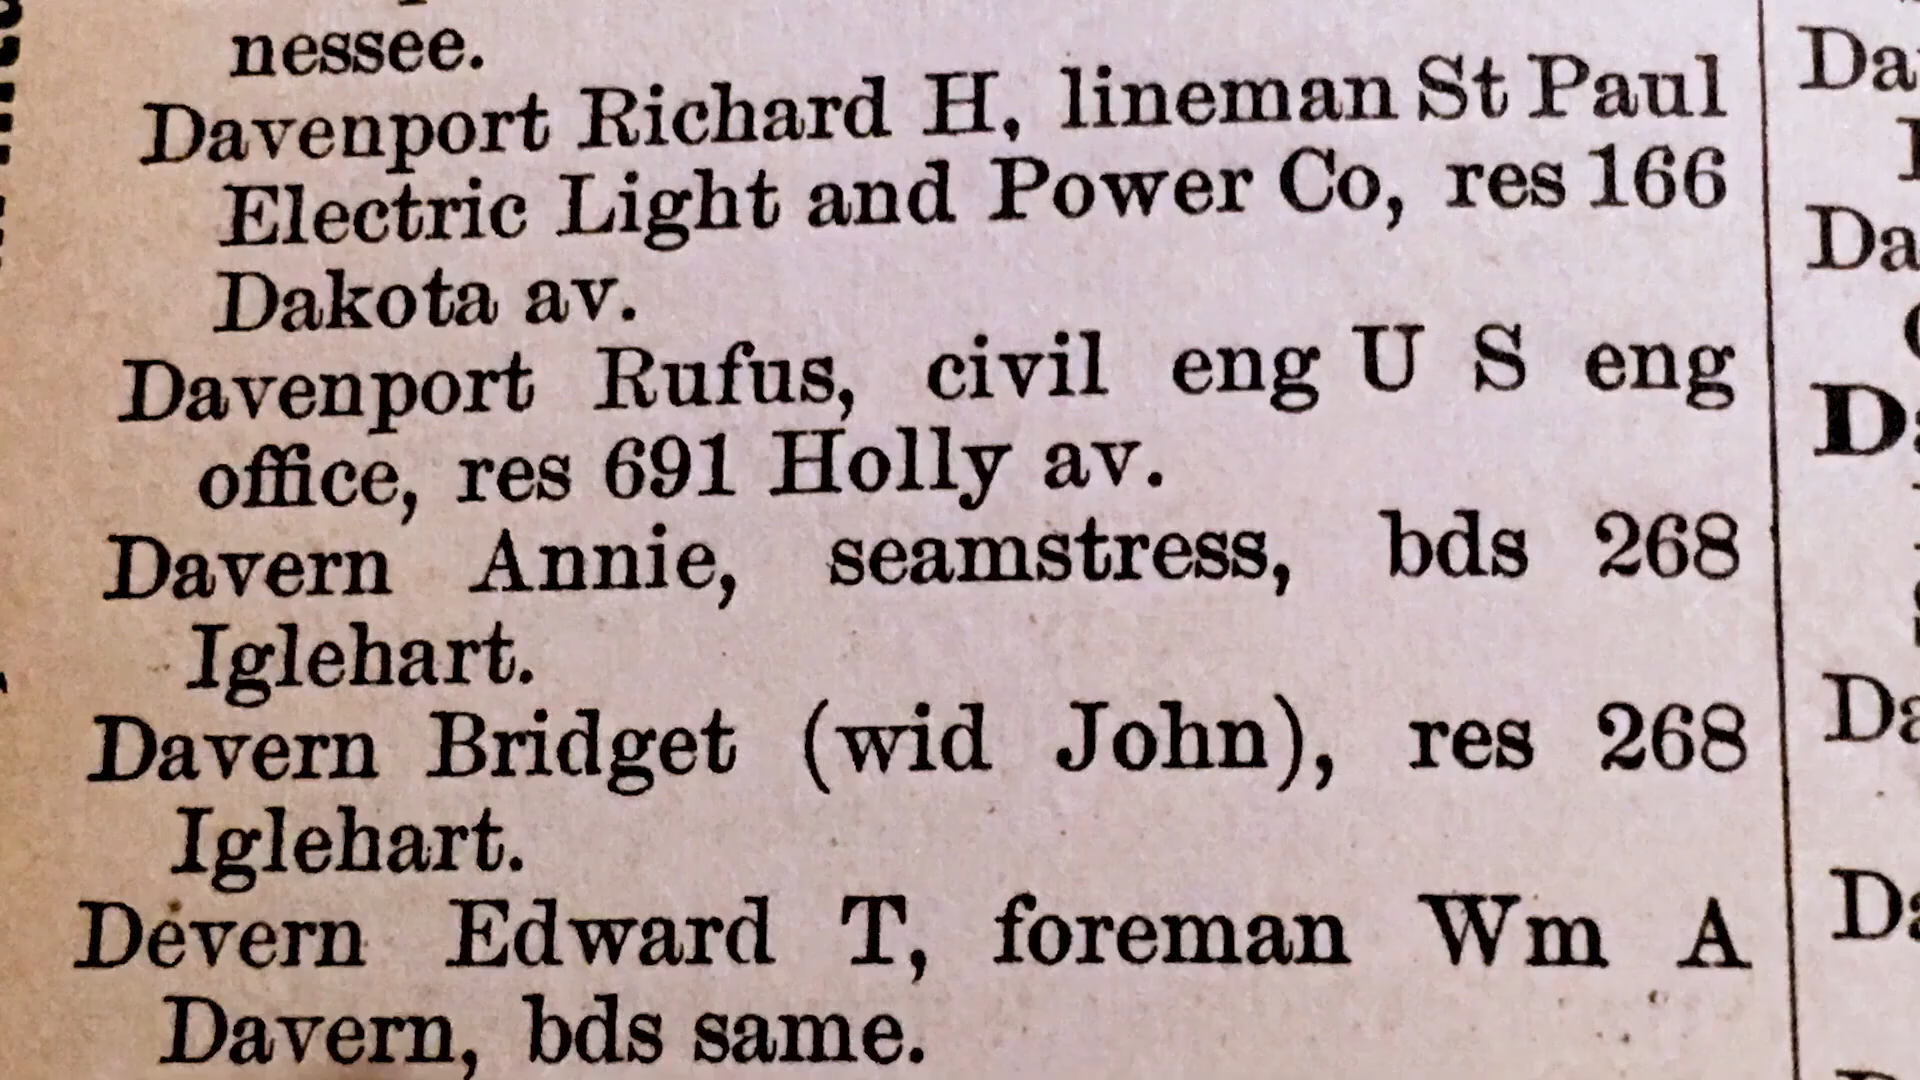 nessee.
Davenport Richard H, lineman St Paul
Electric Light and Power Co, res 166
Dakota av.
Davenport Rufus, civil eng U S eng
office, res 691 Holly av.
Davern Annie, seamstress, bds 268
Iglehart.
Davern Bridget (wid John), res 268
Iglehart.
Devern Edward T, foreman Wm A
Davern, bds same.